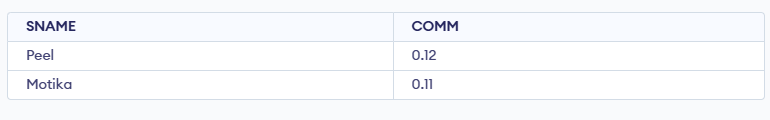 SNAME COMM
Peel 0.12
Motika 0.11